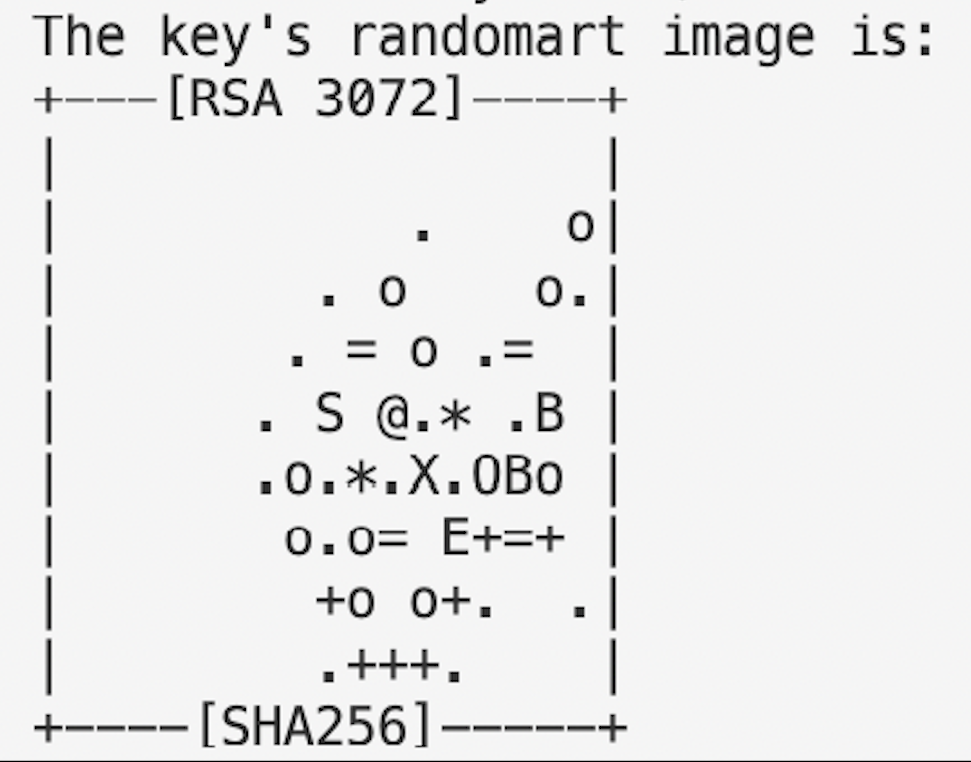 The key's randomart image is:
+---[RSA 3072]----+
|                 |
|           .    o|
|        . o    o.|
|       . = o .=  |
|      . S @.* .B |
|      .o.*.X.OBo |
|       o.o= E+=+ |
|        +o o+.  .|
|        .+++.    |
+----[SHA256]-----+